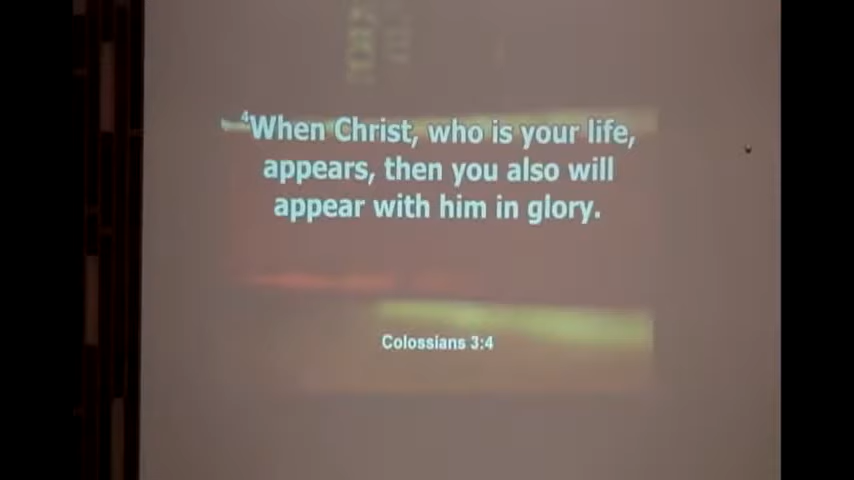 4When Christ, who is your life,
appears, then you also will
appear with him in glory.
Colossians 3:4